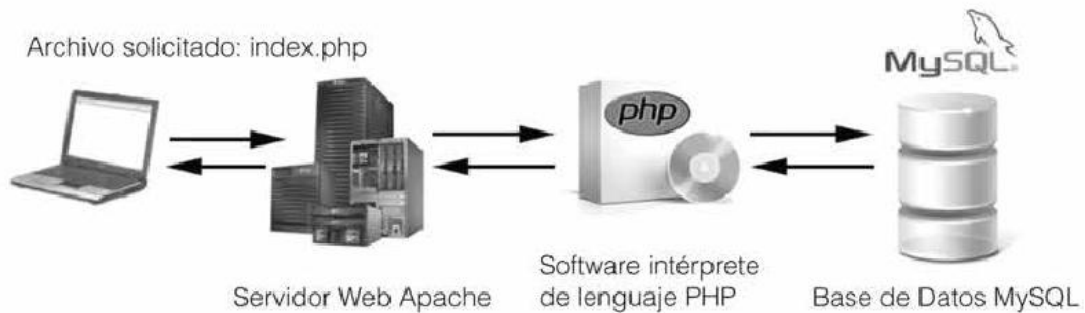 Archivo solicitado: index.php
MySQL
php
Servidor Web Apache
Software intérprete
de lenguaje PHP
Base de Datos MySQL